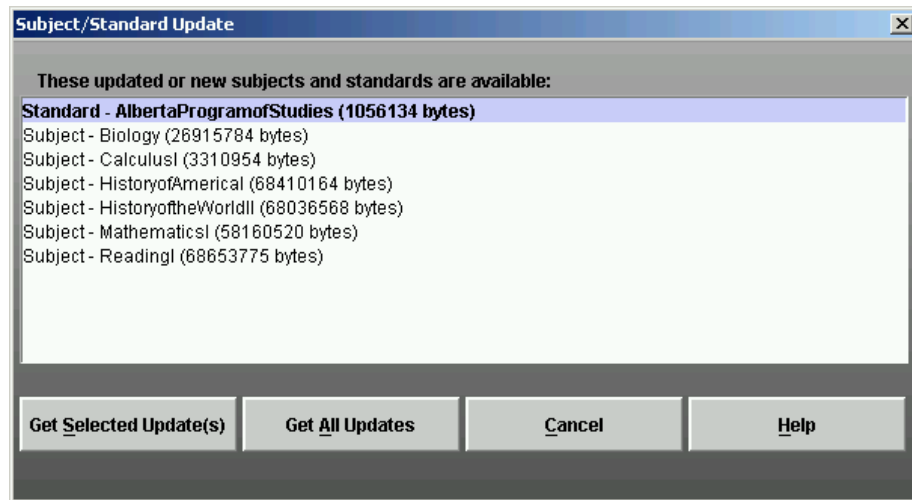 Subject/Standard Update
These updated or new subjects and standards are available:
Standard - AlbertaProgramofStudies (1056134 bytes)
Subject - Biology (26915784 bytes)
Subject - CalculusI (3310954 bytes)
Subject - HistoryofAmericaI (68410164 bytes)
Subject - HistoryoftheWorldII (68036568 bytes)
Subject - MathematicsI (58160520 bytes)
Subject - ReadingI (68653775 bytes)
Get Selected Update(s) Get All Updates Cancel Help